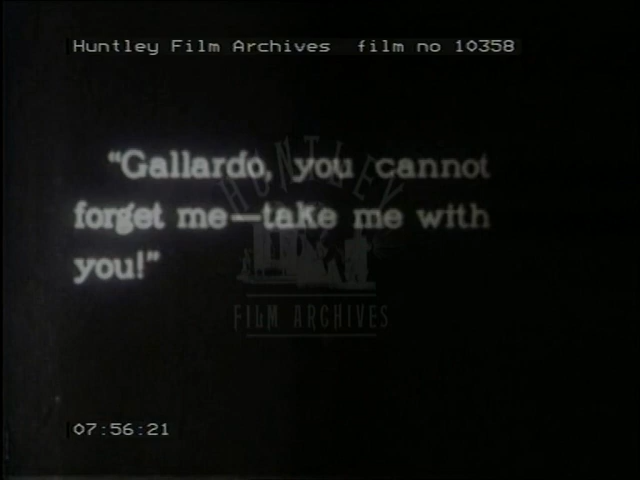 Huntley Film Archives film no 10358
"Gallardo, you cannot
forget me—take me with
you!"
HUNTLEY
FILM ARCHIVES
07:56:21